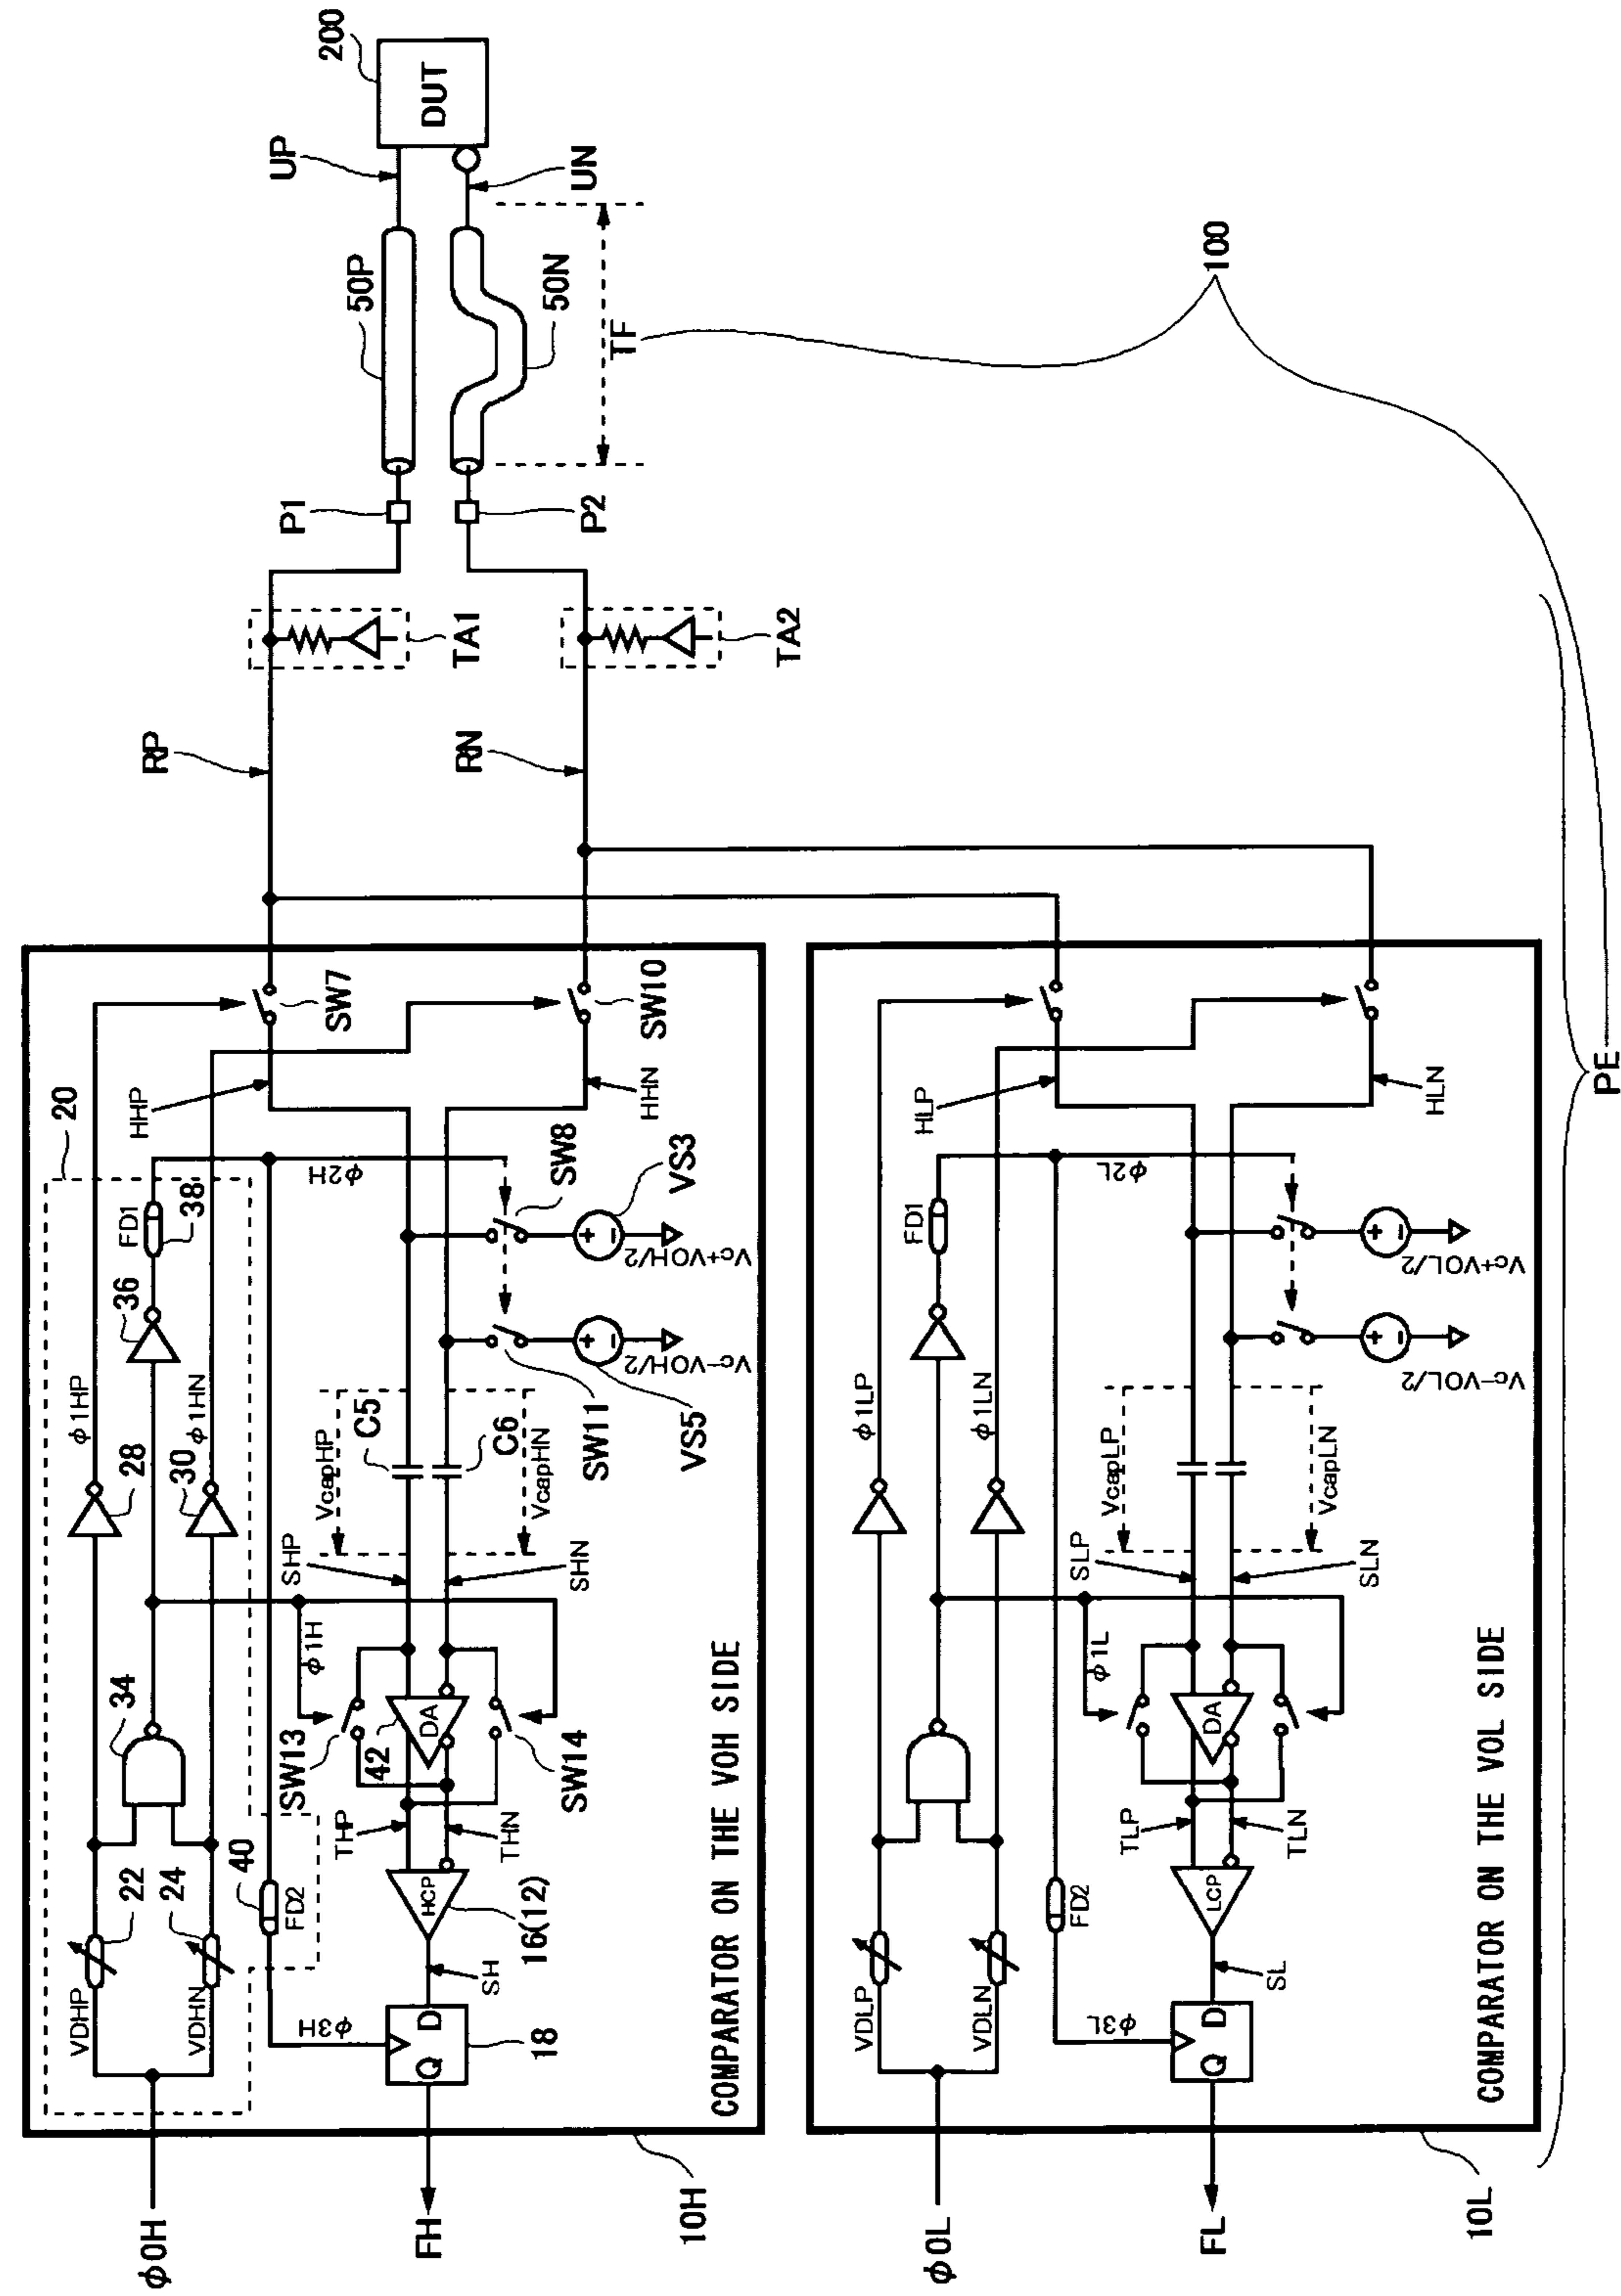 200
DUT
UP
UN
50P
50N
TF
100
P1
P2
TA1
TA2
RP
RN
PE
20
SW7
SW10
HHP
HHN
φ1HP
φ1HN
28
30
36
FD1
38
φ2H
SW8
VS3
Vc+VOH/2
Vc−VOH/2
SW11
VS5
VcapHP
C5
C6
VcapHN
SHP
SHN
34
φ1H
SW13
42
DA
SW14
THP
THN
22
24
VDHP
VDHN
40
FD2
HCP
16(12)
SH
φ3H
D
Q
18
COMPARATOR ON THE VOH SIDE
φ0H
FH
10H
HLP
HLN
φ1LP
φ1LN
FD1
φ2L
Vc+VOL/2
Vc−VOL/2
VcapLP
VcapLN
SLP
SLN
φ1L
DA
TLP
TLN
VDLP
VDLN
FD2
LCP
SL
φ3L
D
Q
COMPARATOR ON THE VOL SIDE
φ0L
FL
10L